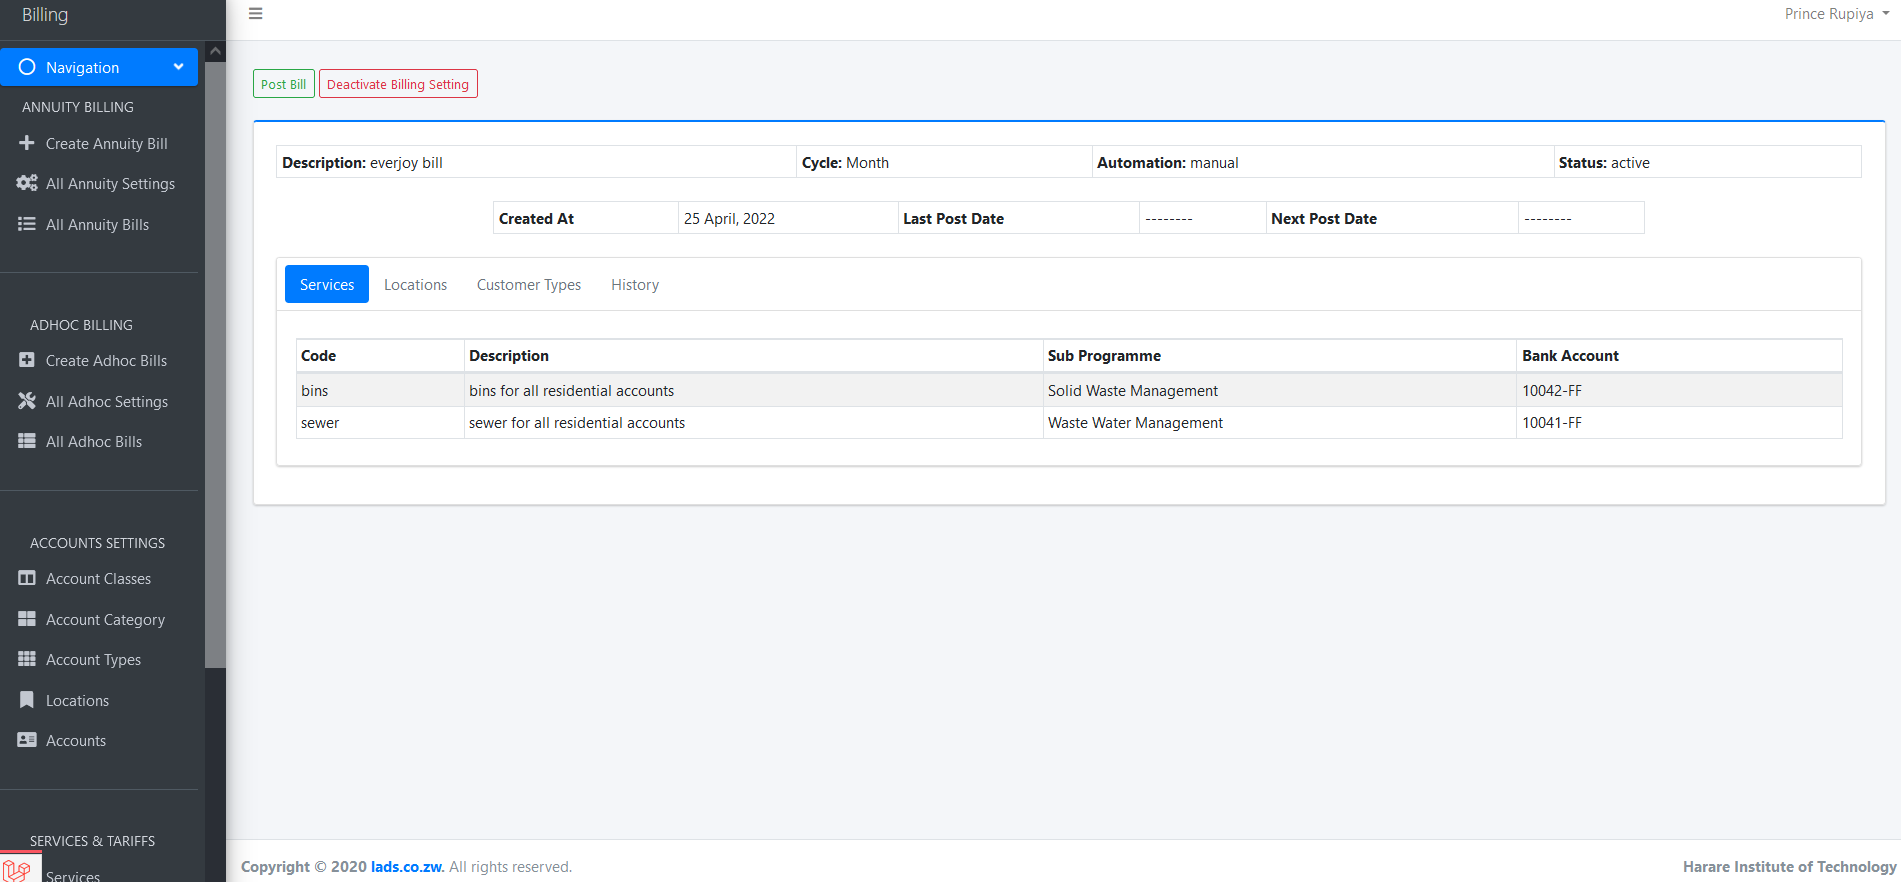 Billing
Prince Rupiya
Navigation
ANNUITY BILLING
Create Annuity Bill
All Annuity Settings
All Annuity Bills
ADHOC BILLING
Create Adhoc Bills
All Adhoc Settings
All Adhoc Bills
ACCOUNTS SETTINGS
Account Classes
Account Category
Account Types
Locations
Accounts
SERVICES & TARIFFS
Services
Post Bill Deactivate Billing Setting
Description: everjoy bill Cycle: Month Automation: manual Status: active
Created At 25 April, 2022 Last Post Date -------- Next Post Date --------
Services Locations Customer Types History
Code Description Sub Programme Bank Account
bins bins for all residential accounts Solid Waste Management 10042-FF
sewer sewer for all residential accounts Waste Water Management 10041-FF
Copyright © 2020 lads.co.zw. All rights reserved. Harare Institute of Technology